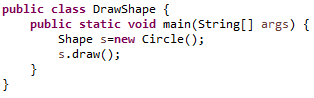 public class DrawShape {
    public static void main(String[] args) {
        Shape s=new Circle();
        s.draw();
    }
}